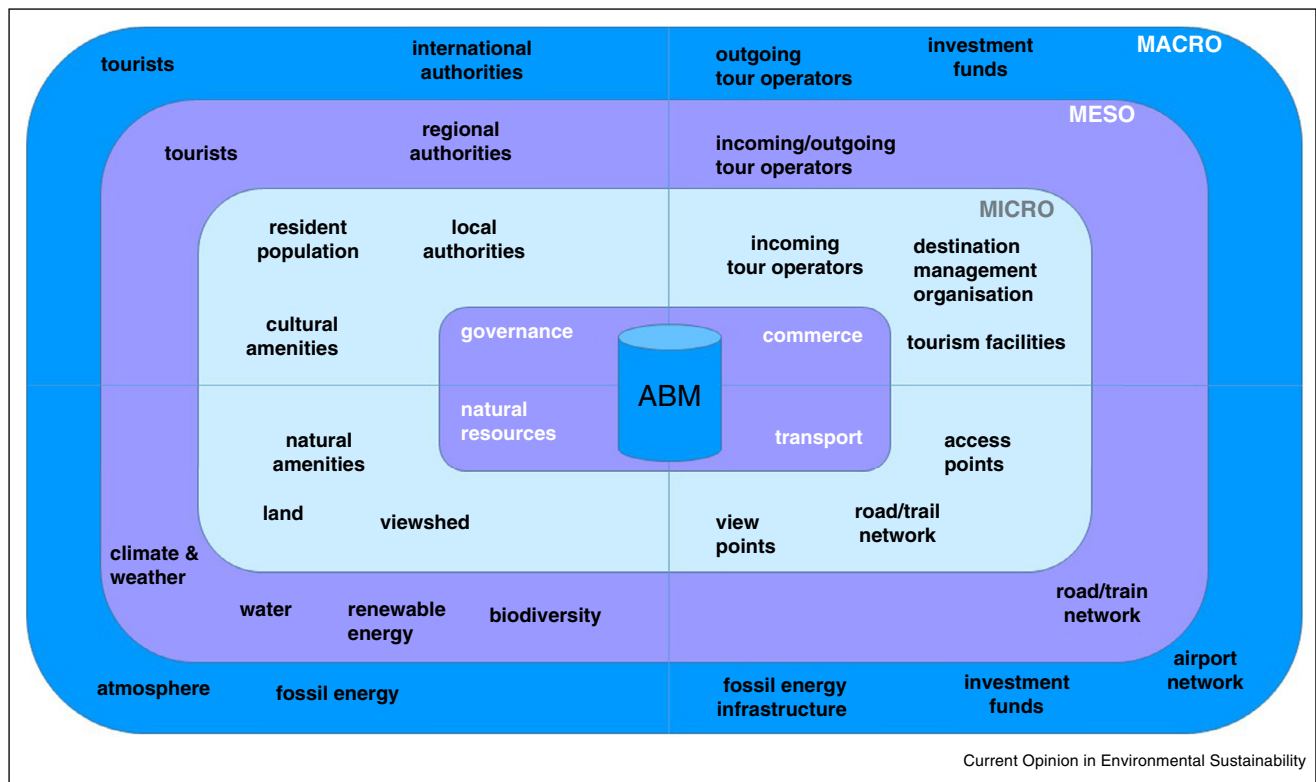 tourists
international
authorities
outgoing
tour operators
investment
funds
MACRO
tourists
regional
authorities
incoming/outgoing
tour operators
MESO
resident
population
local
authorities
incoming
tour operators
destination
management
organisation
MICRO
cultural
amenities
governance
commerce
tourism facilities
ABM
natural
amenities
natural
resources
transport
access
points
land
viewshed
view
points
road/trail
network
climate &
weather
water
renewable
energy
biodiversity
road/train
network
atmosphere
fossil energy
fossil energy
infrastructure
investment
funds
airport
network
Current Opinion in Environmental Sustainability